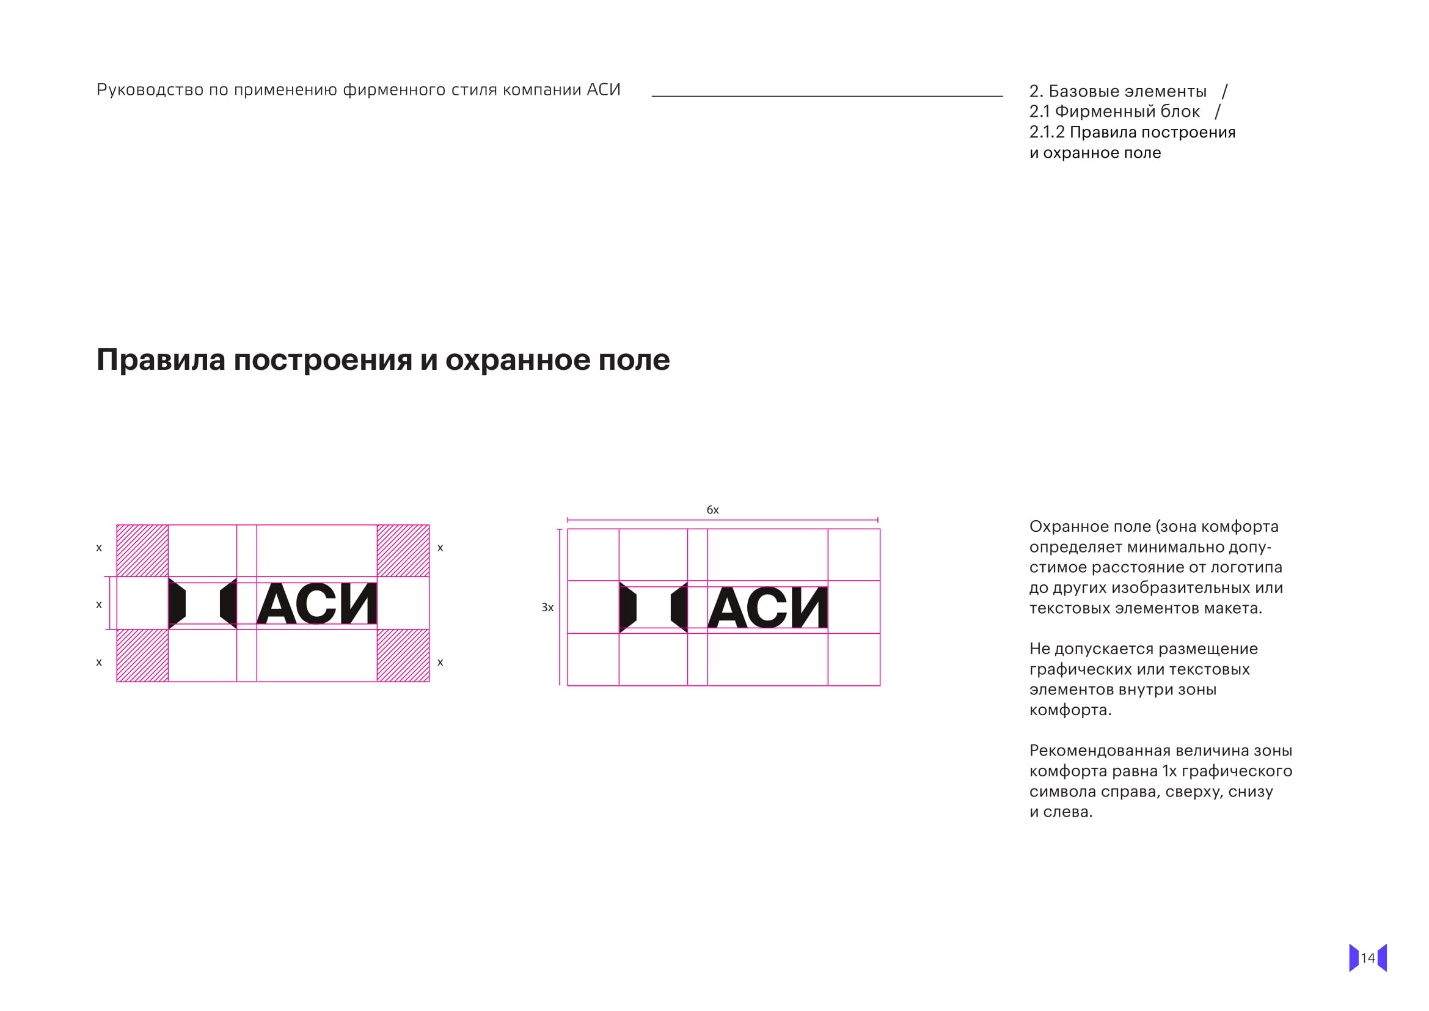 Руководство по применению фирменного стиля компании АСИ
2. Базовые элементы /
2.1 Фирменный блок /
2.1.2 Правила построения
и охранное поле
Правила построения и охранное поле
x
x
x
x
x
АСИ
6x
3x
АСИ
Охранное поле (зона комфорта
определяет минимально допу-
стимое расстояние от логотипа
до других изобразительных или
текстовых элементов макета.
Не допускается размещение
графических или текстовых
элементов внутри зоны
комфорта.
Рекомендованная величина зоны
комфорта равна 1х графического
символа справа, сверху, снизу
и слева.
14